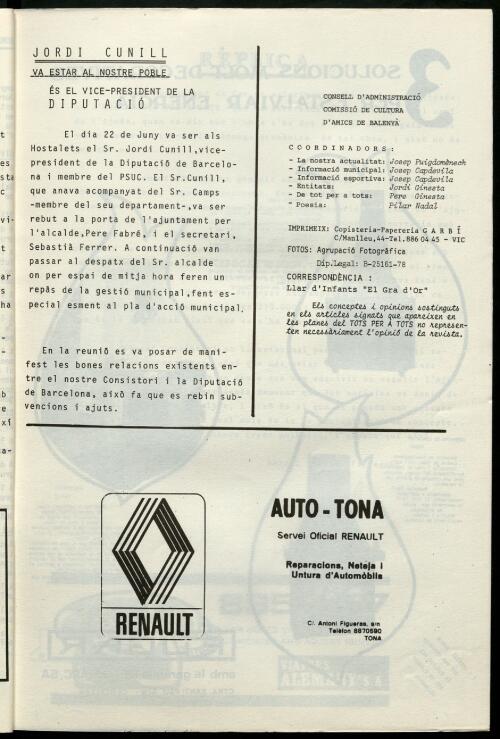 JORDI CUNILL
VA ESTAR AL NOSTRE POBLE
ÉS EL VICE-PRESIDENT DE LA
DIPUTACIÓ
El dia 22 de Juny va ser als
Hostalets el Sr. Jordi Cunill,vice-
president de la Diputació de Barcelo-
na i membre del PSUC. El Sr.Cunill,
que anava acompanyat del Sr. Camps
-membre del seu departament-,va ser
rebut a la porta de l'ajuntament per
l'alcalde,Pere Fabré, i el secretari,
Sebastià Ferrer. A continuació van
passar al despatx del Sr. alcalde
on per espai de mitja hora feren un
repàs de la gestió municipal,fent es-
pecial esment al pla d'acció municipal.
En la reunió es va posar de mani-
fest les bones relacions existents en-
tre el nostre Consistori i la Diputació
de Barcelona, això fa que es rebin sub-
vencions i ajuts.
CONSELL D'ADMINISTRACIÓ
COMISSIO DE CULTURA
D'AMICS DE BALENYÀ
COORDINADORS:
- La nostra actualitat: Josep Puigdomènech
- Informació municipal: Josep Capdevila
- Informació esportiva: Josep Capdevila
- Entitats: Jordi Ginesta
- De tot per a tots: Pere Ginesta
- Poesia: Pilar Nadal
IMPRIMEIX: Copisteria-Papereria GARBÍ
C/Manlleu,44-Tel.886 04 45 - VIC
FOTOS: Agrupació Fotogràfica
Dip.Legal: B-25161-78
CORRESPONDÈNCIA :
Llar d'Infants "El Gra d'Or"
Els conceptes i opinions sostinguts
en els articles signats que apareixen en
les planes del TOTS PER A TOTS no represen-
ten necessàriament l'opinió de la revista.
RENAULT
AUTO - TONA
Servei Oficial RENAULT
Reparacions, Neteja i
Untura d'Automòbils
C/. Antoni Figueras, s/n
Telèfon 8870590
TONA